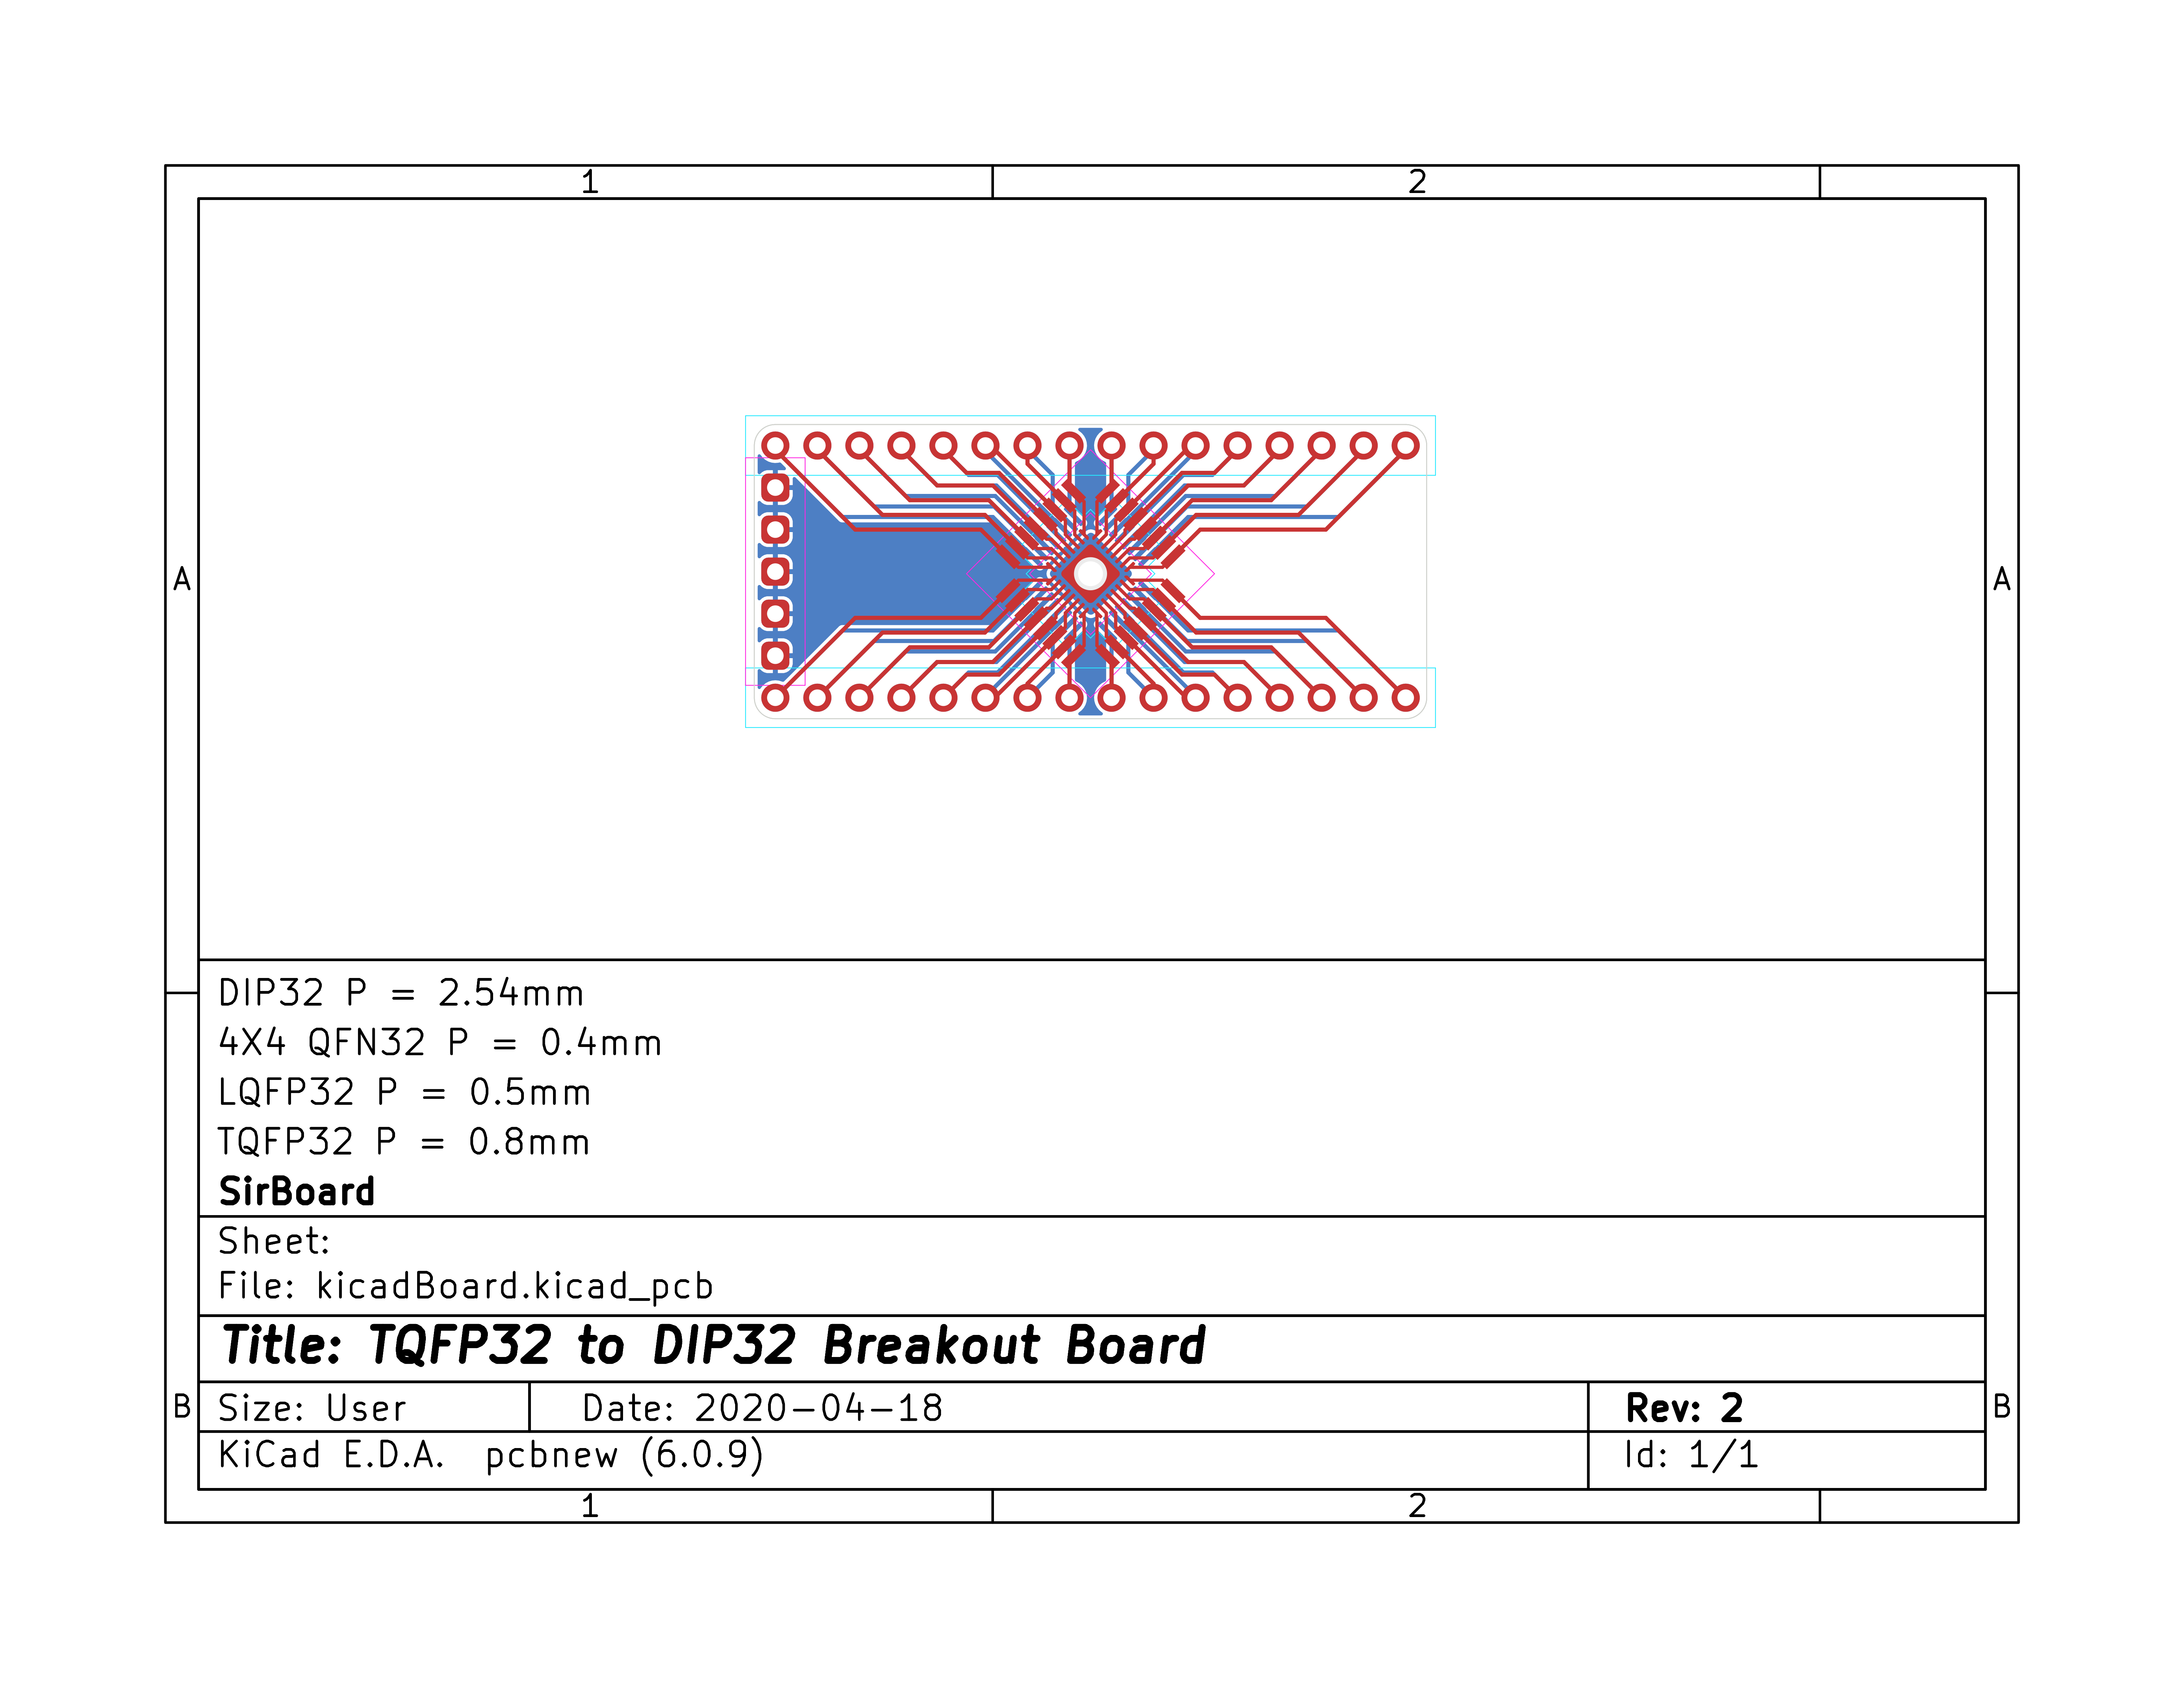 1 2
A A
DIP32 P = 2.54mm
4X4 QFN32 P = 0.4mm
LQFP32 P = 0.5mm
TQFP32 P = 0.8mm
SirBoard
Sheet:
File: kicadBoard.kicad_pcb
Title: TQFP32 to DIP32 Breakout Board
B Size: User Date: 2020-04-18 Rev: 2 B
KiCad E.D.A. pcbnew (6.0.9) Id: 1/1
1 2